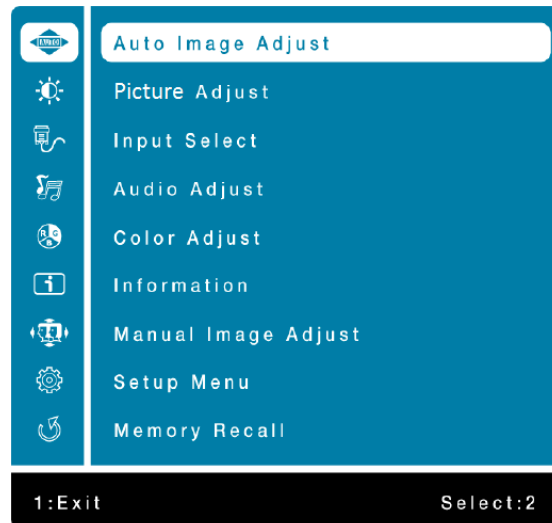 Auto Image Adjust
Picture Adjust
Input Select
Audio Adjust
Color Adjust
Information
Manual Image Adjust
Setup Menu
Memory Recall
1:Exit Select:2